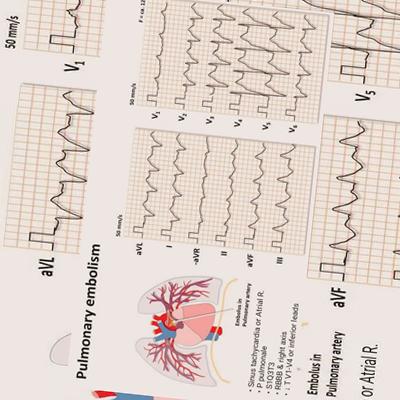 50 mm/s
V1
F = ca. 12
50 mm/s
V1
V2
V3
V4
V5
V6
V5
aVL
50 mm/s
aVL
I
-aVR
II
aVF
III
aVF
Pulmonary embolism
Embolus in
Pulmonary artery
• Sinus tachycardia or Atrial R.
• P pulmonale
• S1Q3T3
• RBBB & right axis
• ↓ T V1-V4 or inferior leads
Embolus in
Pulmonary artery
or Atrial R.